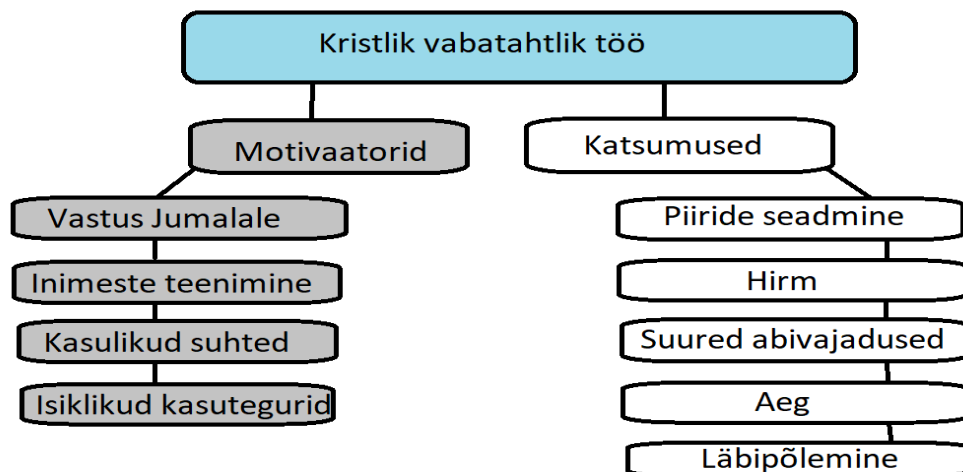 Kristlik vabatahtlik töö
Motivaatorid
Katsumused
Vastus Jumalale
Inimeste teenimine
Kasulikud suhted
Isiklikud kasutegurid
Piiride seadmine
Hirm
Suured abivajadused
Aeg
Läbipõlemine